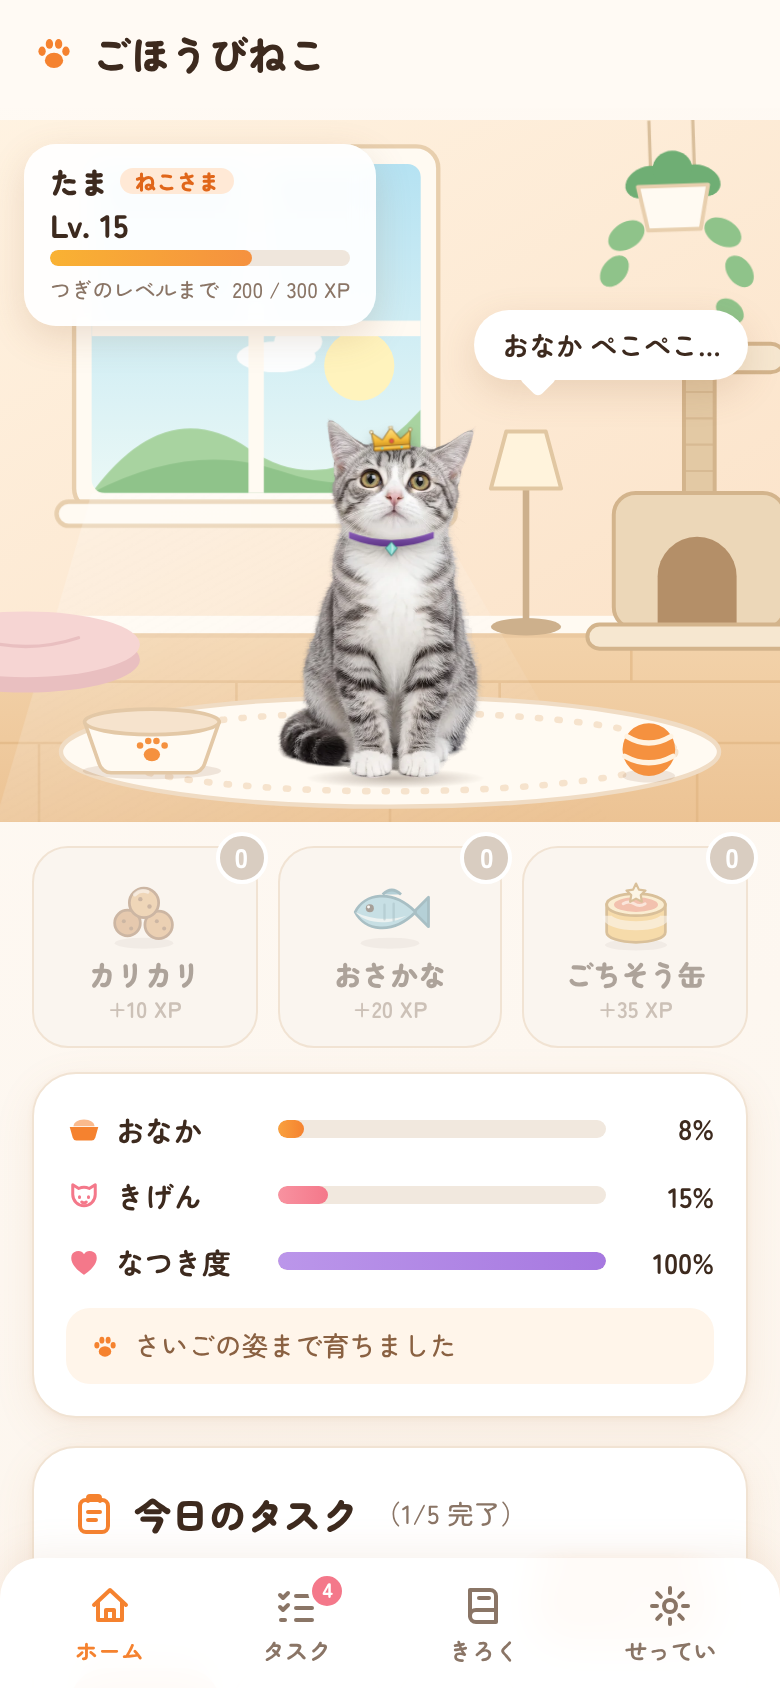 ごほうびねこ
たま ねこさま
Lv. 15
つぎのレベルまで 200 / 300 XP
おなか ぺこぺこ...
0
0
0
カリカリ
+10 XP
おさかな
+20 XP
ごちそう缶
+35 XP
おなか 8%
きげん 15%
なつき度 100%
さいごの姿まで育ちました
今日のタスク (1/5 完了)
4
ホーム
タスク
きろく
せってい